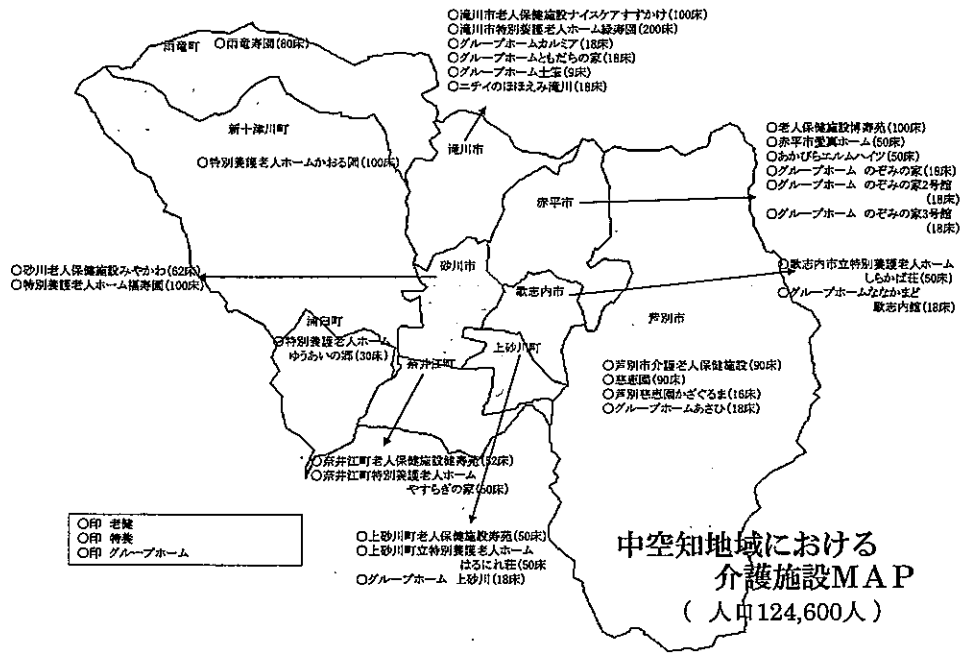 ○滝川市老人保健施設ナイスケアすずかけ(100床)
○滝川市特別養護老人ホーム緑寿園(200床)
○グループホームカルミア(18床)
○グループホームともだちの家(18床)
○グループホーム土筆(9床)
○ニチイのほほえみ滝川(18床)
雨竜町
○雨竜寿園(80床)
新十津川町
○特別養護老人ホームかおる園(100床)
滝川市
○老人保健施設博寿苑(100床)
○赤平市愛真ホーム(50床)
○あかびらエルムハイツ(50床)
○グループホーム のぞみの家(18床)
○グループホーム のぞみの家2号館
(18床)
○グループホーム のぞみの家3号館
(18床)
赤平市
砂川市
○砂川老人保健施設みやかわ(62床)
○特別養護老人ホーム福寿園(100床)
歌志内市
○歌志内市立特別養護老人ホーム
しらかば荘(50床)
○グループホームななかまど
歌志内館(18床)
浦臼町
○特別養護老人ホーム
ゆうあいの郷(30床)
奈井江町
上砂川町
芦別市
○芦別市介護老人保健施設(90床)
○慈恵園(90床)
○芦別慈恵園かざぐるま(16床)
○グループホームあさひ(18床)
○奈井江町老人保健施設健寿苑(52床)
○奈井江町特別養護老人ホーム
やすらぎの家(50床)
○印 老健
○印 特養
○印 グループホーム
○上砂川町老人保健施設寿苑(50床)
○上砂川町立特別養護老人ホーム
はるにれ荘(50床
○グループホーム 上砂川(18床)
中空知地域における
介護施設MAP
( 人口124,600人 )